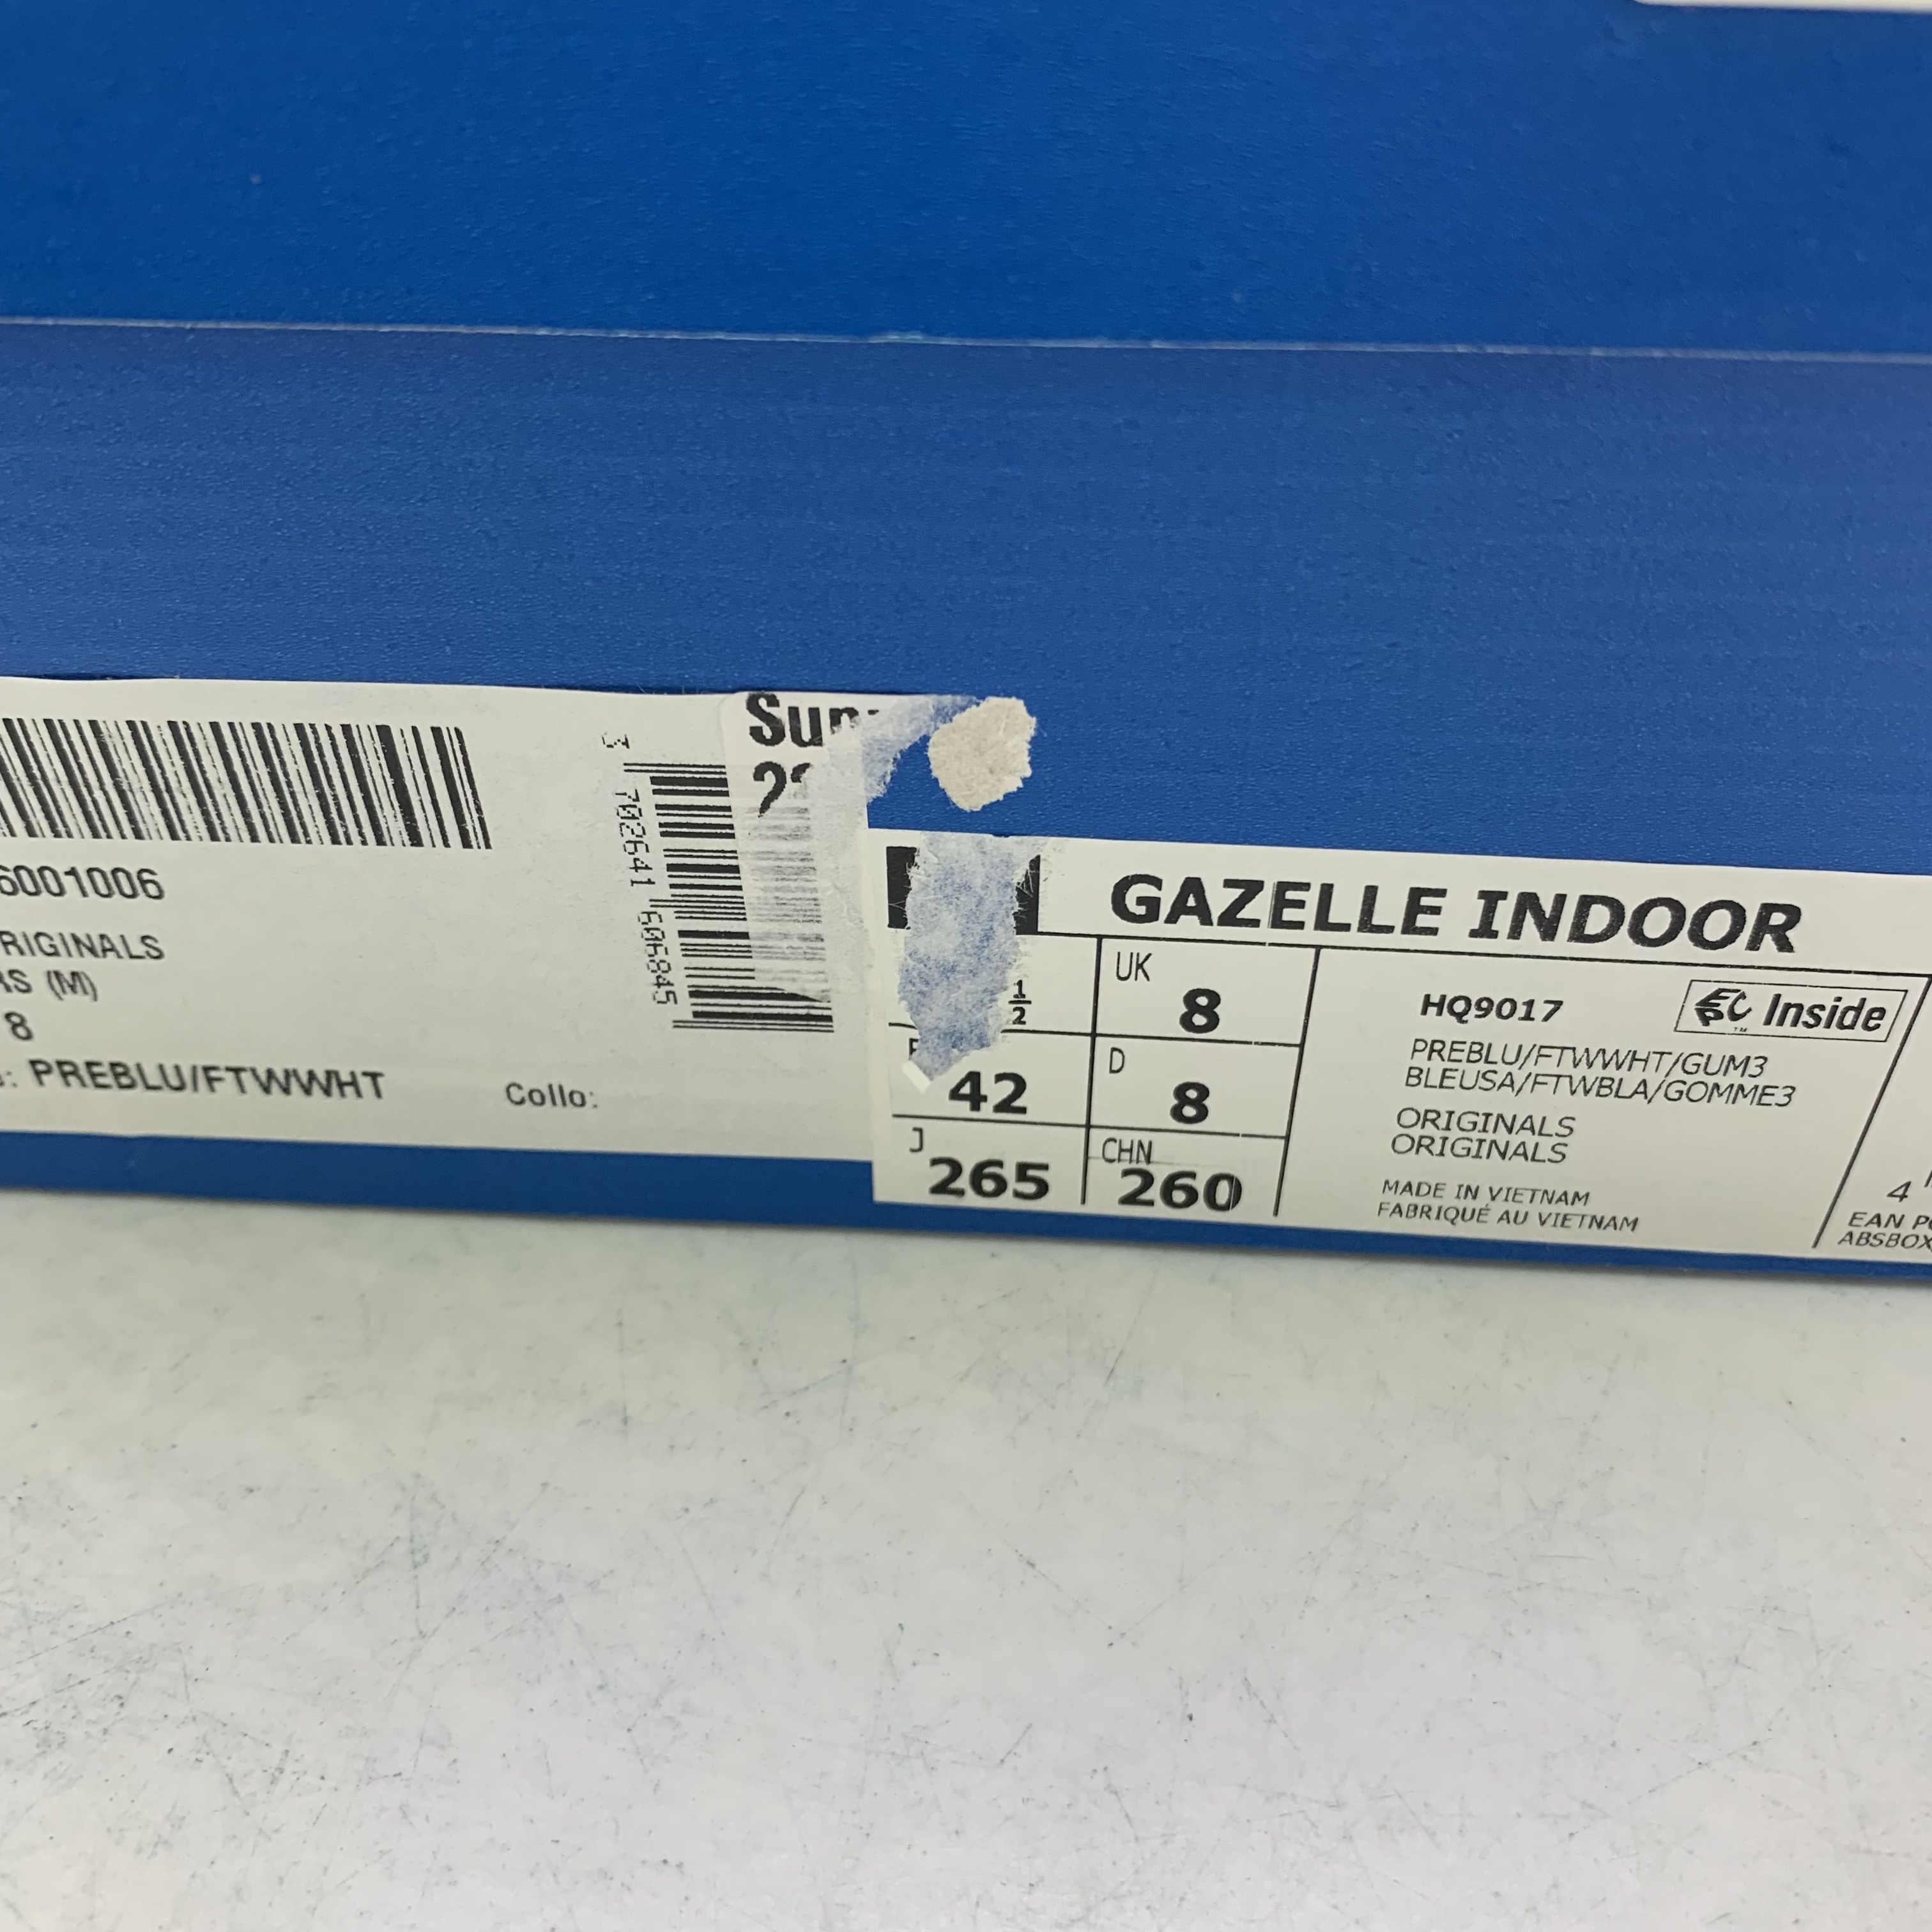 6001006
RIGINALS
RS (M)
8
: PREBLU/FTWWHT
Collo:
702641 606845
GAZELLE INDOOR
1/2
UK
8
42
D
8
J
265
CHN
260
HQ9017
Inside
PREBLU/FTWWHT/GUM3
BLEUSA/FTWBLA/GOMME3
ORIGINALS
ORIGINALS
MADE IN VIETNAM
FABRIQUÉ AU VIETNAM
4
EAN
ABSBOX